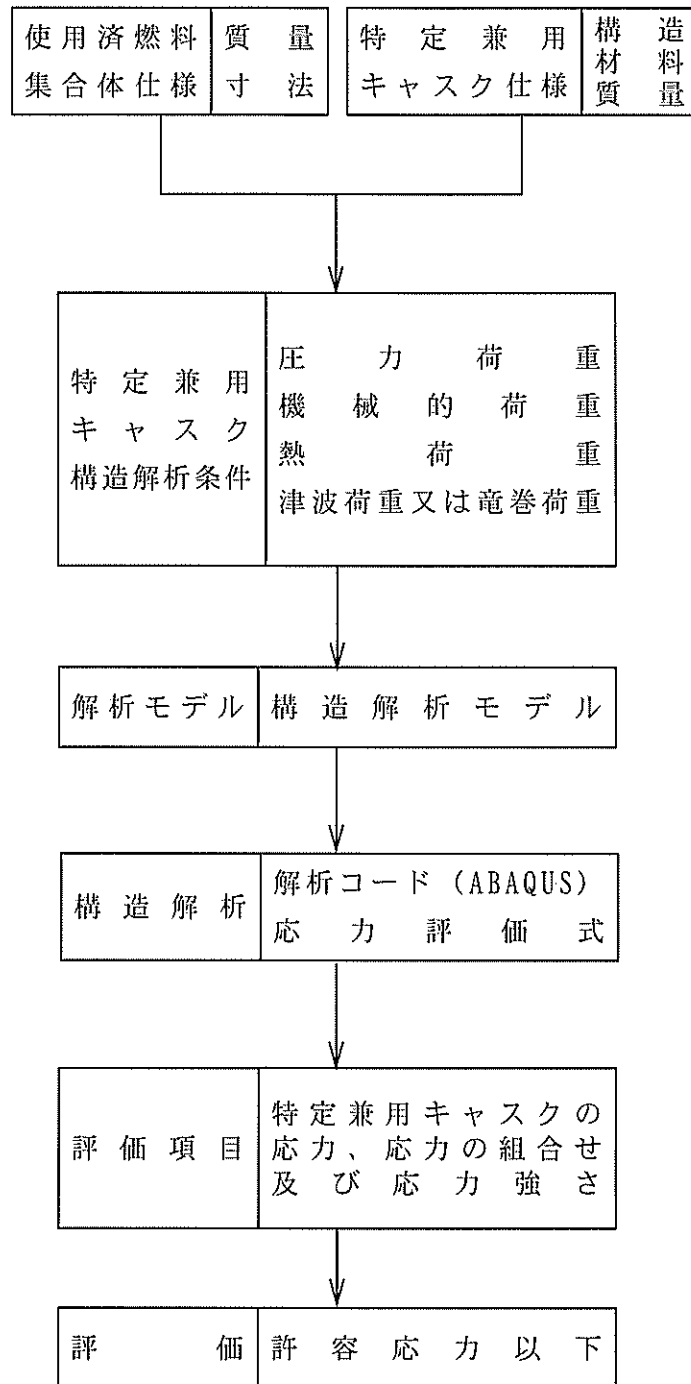 使用済燃料
集合体仕様
質量
寸法
特定兼用
キャスク仕様
構造
材料
質量
特定兼用
キャスク
構造解析条件
圧力荷重
機械的荷重
熱荷重
津波荷重又は竜巻荷重
解析モデル
構造解析モデル
構造解析
解析コード (ABAQUS)
応力評価式
評価項目
特定兼用キャスクの
応力、応力の組合せ
及び応力強さ
評価
許容応力以下